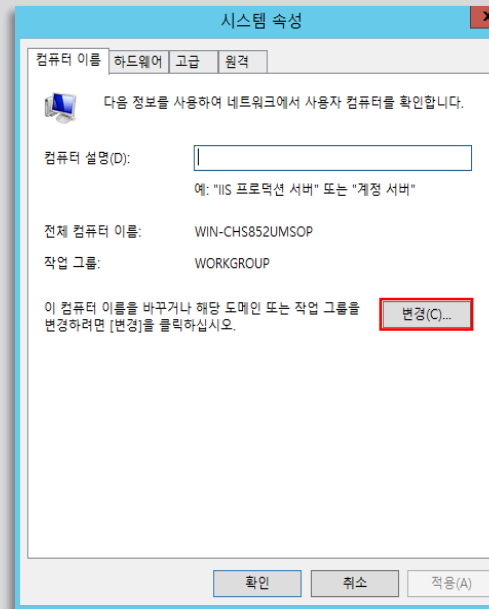 시스템 속성
컴퓨터 이름 하드웨어 고급 원격
다음 정보를 사용하여 네트워크에서 사용자 컴퓨터를 확인합니다.
컴퓨터 설명(D):
예: "IIS 프로덕션 서버" 또는 "계정 서버"
전체 컴퓨터 이름: WIN-CHS852UMSOP
작업 그룹: WORKGROUP
이 컴퓨터 이름을 바꾸거나 해당 도메인 또는 작업 그룹을
변경하려면 [변경]을 클릭하십시오.
변경(C)...
확인 취소 적용(A)